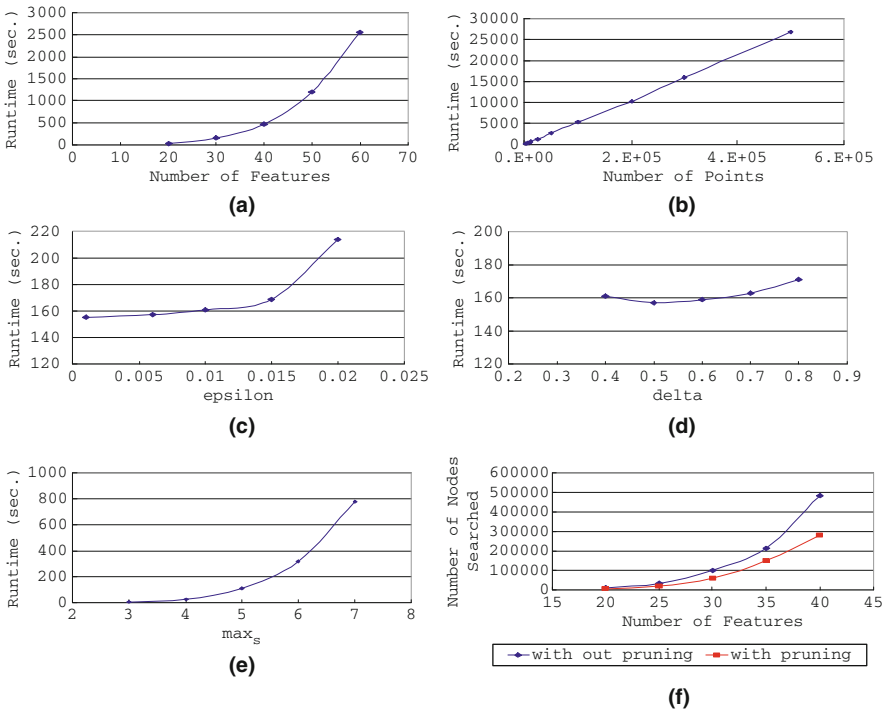 Runtime (sec.)
3000
2500
2000
1500
1000
500
0
0 10 20 30 40 50 60 70
Number of Features
(a)
Runtime (sec.)
30000
25000
20000
15000
10000
5000
0
0.E+00 2.E+05 4.E+05 6.E+05
Number of Points
(b)
Runtime (sec.)
220
200
180
160
140
120
0 0.005 0.01 0.015 0.02 0.025
epsilon
(c)
Runtime (sec.)
200
180
160
140
120
0.2 0.3 0.4 0.5 0.6 0.7 0.8 0.9
delta
(d)
Runtime (sec.)
1000
800
600
400
200
0
2 3 4 5 6 7 8
max_s
(e)
Number of Nodes
Searched
600000
500000
400000
300000
200000
100000
0
15 20 25 30 35 40 45
Number of Features
with out pruning with pruning
(f)